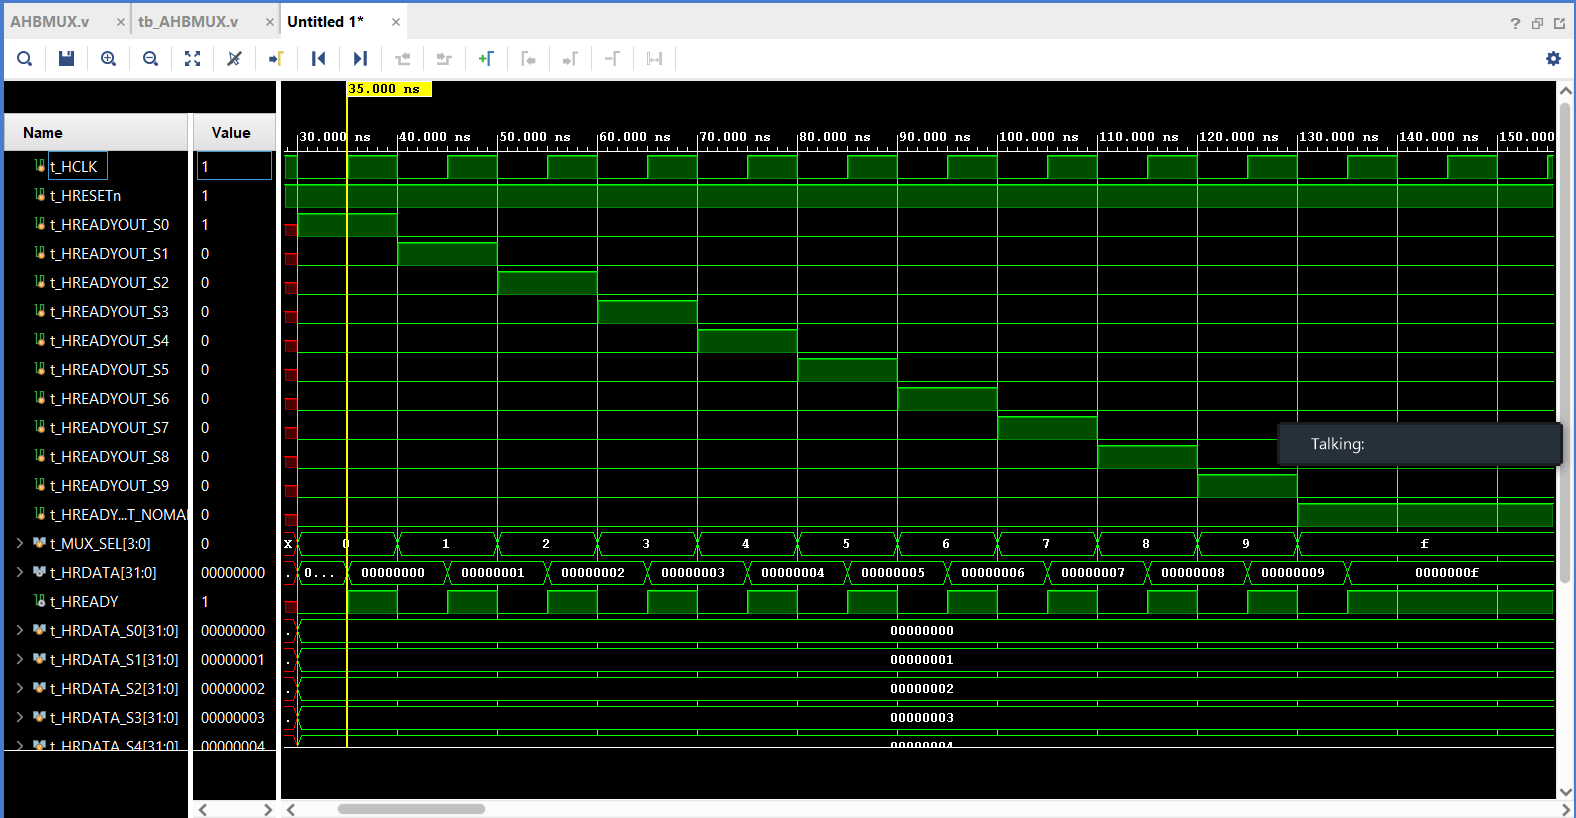 AHBMUX.v × tb_AHBMUX.v × Untitled 1* ×
?
35.000 ns
Name Value
30.000 ns 40.000 ns 50.000 ns 60.000 ns 70.000 ns 80.000 ns 90.000 ns 100.000 ns 110.000 ns 120.000 ns 130.000 ns 140.000 ns 150.000
t_HCLK 1
t_HRESETn 1
t_HREADYOUT_S0 1
t_HREADYOUT_S1 0
t_HREADYOUT_S2 0
t_HREADYOUT_S3 0
t_HREADYOUT_S4 0
t_HREADYOUT_S5 0
t_HREADYOUT_S6 0
t_HREADYOUT_S7 0
Talking:
t_HREADYOUT_S8 0
t_HREADYOUT_S9 0
t_HREADY...T_NOMA 0
t_MUX_SEL[3:0] 0 X 0 1 2 3 4 5 6 7 8 9 f
t_HRDATA[31:0] 00000000 . 0... 00000000 00000001 00000002 00000003 00000004 00000005 00000006 00000007 00000008 00000009 0000000f
t_HREADY 1
t_HRDATA_S0[31:0] 00000000 . 00000000
t_HRDATA_S1[31:0] 00000001 . 00000001
t_HRDATA_S2[31:0] 00000002 . 00000002
t_HRDATA_S3[31:0] 00000003 . 00000003
t_HRDATA_S4[31:0] 00000004 00000004